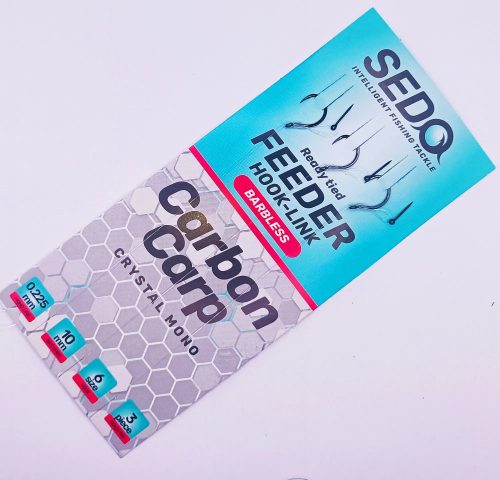 SEDO
INTELLIGENT FISHING TACKLE
Ready tied
FEEDER
HOOK-LINK
BARBLESS
Carbon
Carp
CRYSTAL MONO
0.225
mm
10
mm
6
size
3
piece